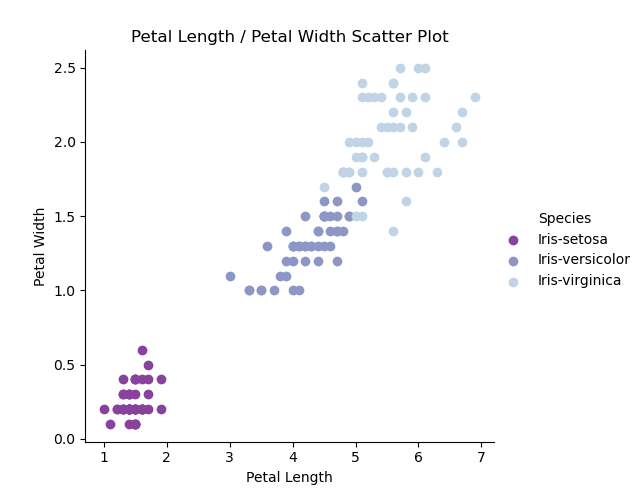 Petal Length / Petal Width Scatter Plot
2.5
2.0
1.5
1.0
0.5
0.0
Petal Width
1 2 3 4 5 6 7
Petal Length
Species
Iris-setosa
Iris-versicolor
Iris-virginica